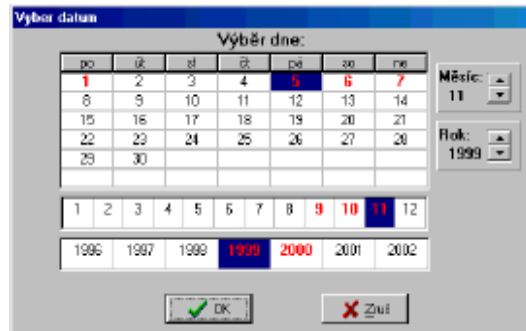 Vyber datum
Výběr dne:
po út st čt pá so ne
1 2 3 4 5 6 7
8 9 10 11 12 13 14
15 16 17 18 19 20 21
22 23 24 25 26 27 28
29 30
Měsíc:
11
Rok:
1999
1 2 3 4 5 6 7 8 9 10 11 12
1996 1997 1998 1999 2000 2001 2002
OK Zruš